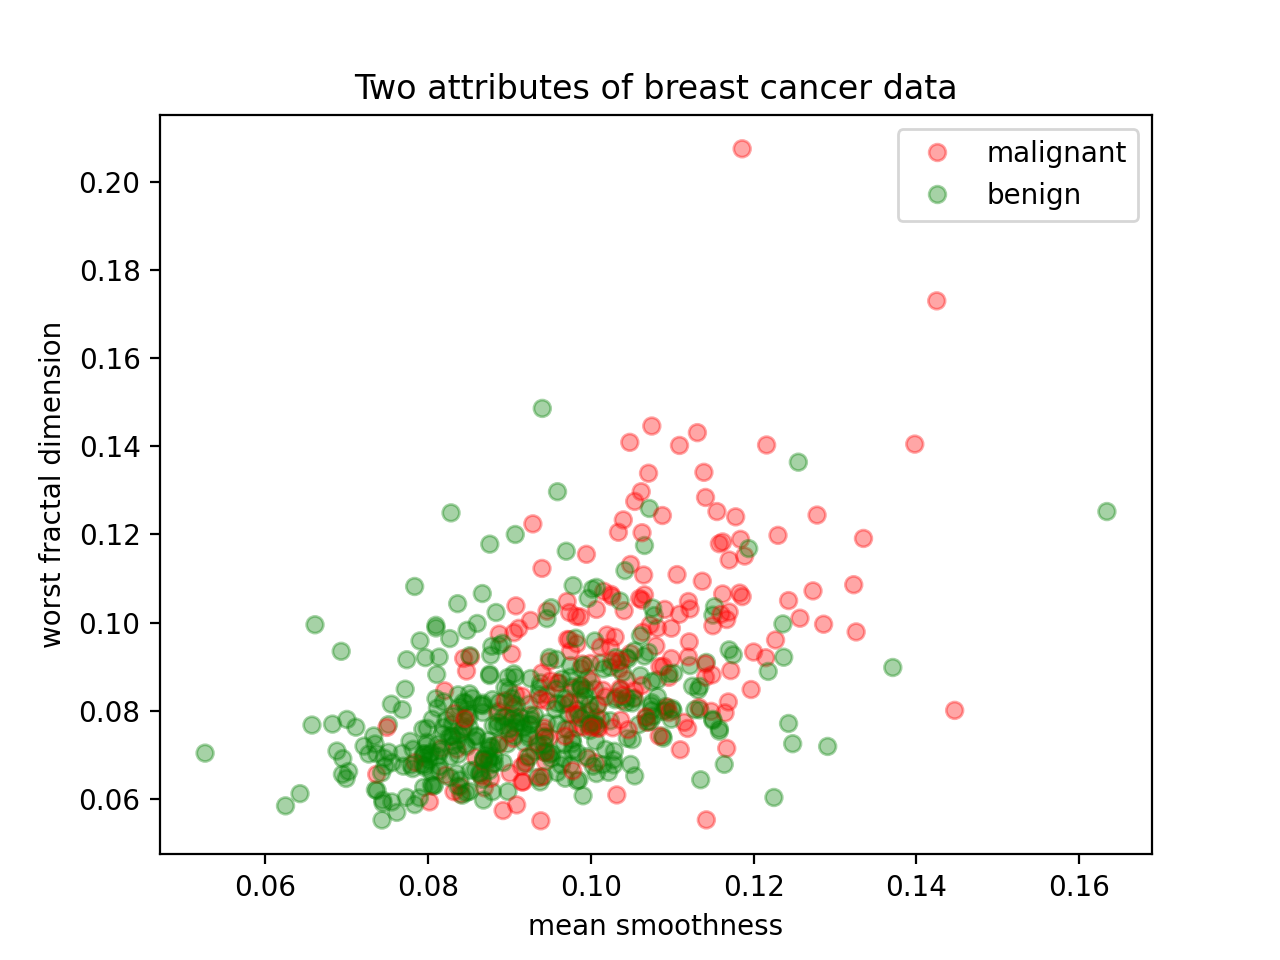 Two attributes of breast cancer data
malignant
benign
0.20
0.18
0.16
0.14
0.12
0.10
0.08
0.06
worst fractal dimension
0.06 0.08 0.10 0.12 0.14 0.16
mean smoothness